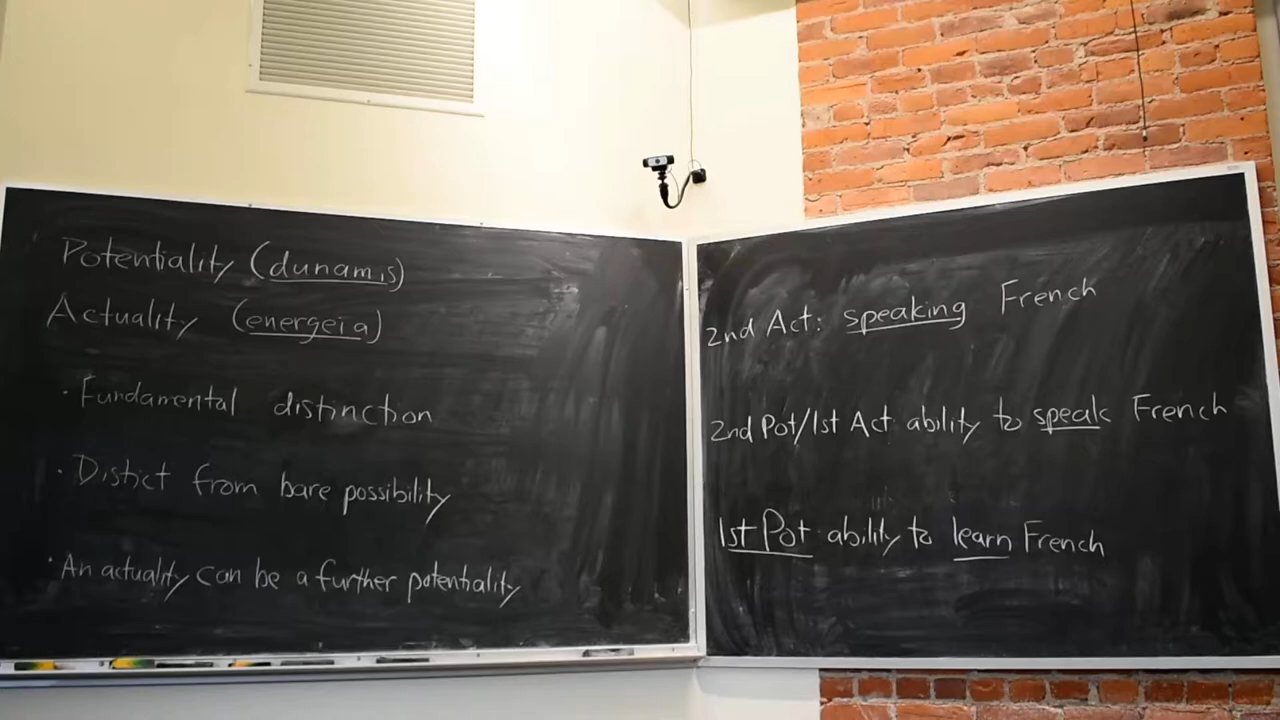 Potentiality (dunamis)
Actuality (energeia)
· Fundamental distinction
· Distict from bare possibility
· An actuality can be a further potentiality
2nd Act: speaking French
2nd Pot/1st Act ability to speak French
1st Pot ability to learn French